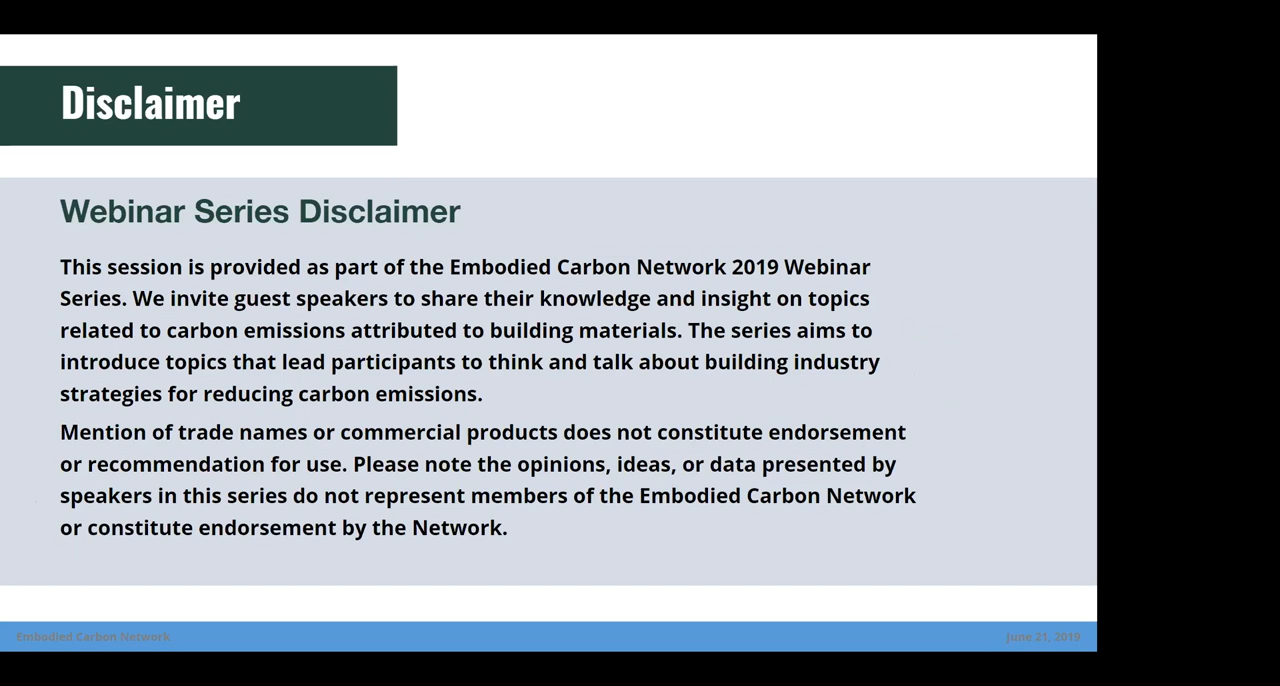 Disclaimer
Webinar Series Disclaimer
This session is provided as part of the Embodied Carbon Network 2019 Webinar
Series. We invite guest speakers to share their knowledge and insight on topics
related to carbon emissions attributed to building materials. The series aims to
introduce topics that lead participants to think and talk about building industry
strategies for reducing carbon emissions.
Mention of trade names or commercial products does not constitute endorsement
or recommendation for use. Please note the opinions, ideas, or data presented by
speakers in this series do not represent members of the Embodied Carbon Network
or constitute endorsement by the Network.
Embodied Carbon Network
June 21, 2019